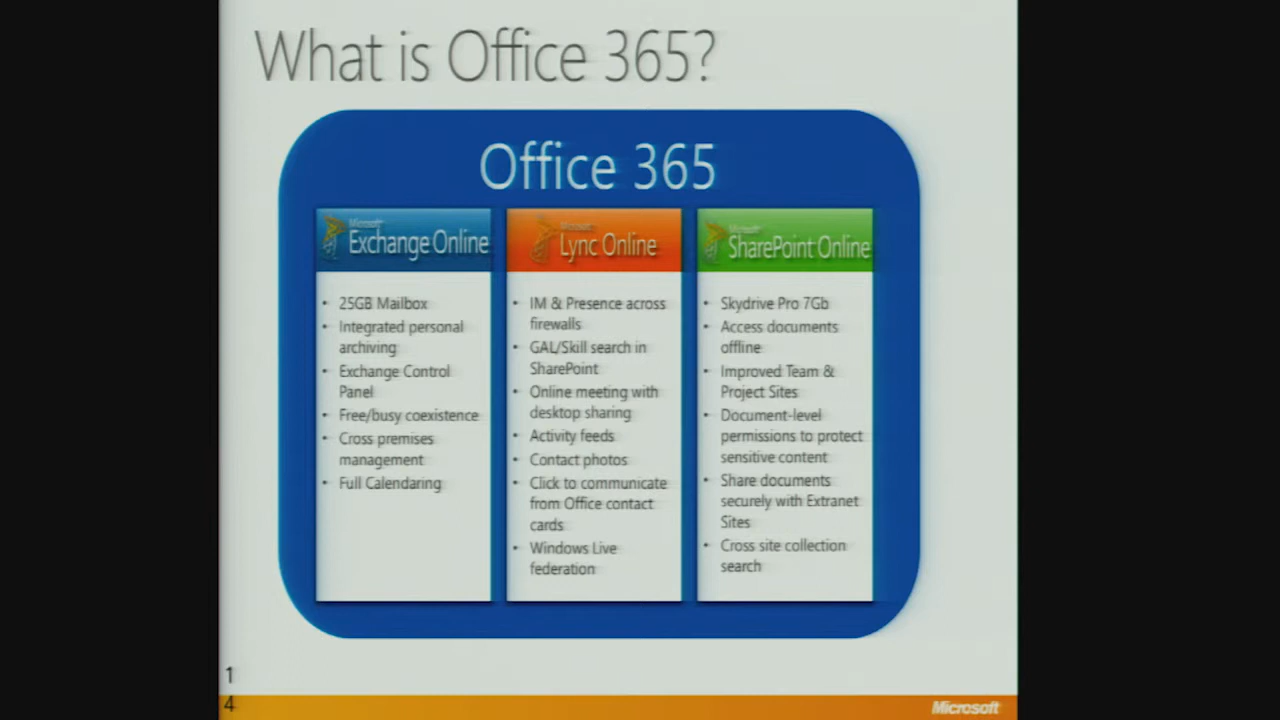 What is Office 365?
Office 365
Microsoft
Exchange Online
• 25GB Mailbox
• Integrated personal
archiving
• Exchange Control
Panel
• Free/busy coexistence
• Cross premises
management
• Full Calendaring
Microsoft
Lync Online
• IM & Presence across
firewalls
• GAL/Skill search in
SharePoint
• Online meeting with
desktop sharing
• Activity feeds
• Contact photos
• Click to communicate
from Office contact
cards
• Windows Live
federation
Microsoft
SharePoint Online
• Skydrive Pro 7Gb
• Access documents
offline
• Improved Team &
Project Sites
• Document-level
permissions to protect
sensitive content
• Share documents
securely with Extranet
Sites
• Cross site collection
search
1
4
Microsoft